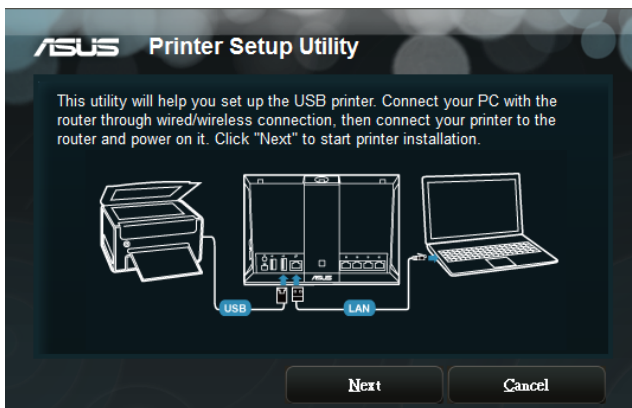 ASUS Printer Setup Utility
This utility will help you set up the USB printer. Connect your PC with the
router through wired/wireless connection, then connect your printer to the
router and power on it. Click "Next" to start printer installation.
ASUS
USB
LAN
Next
Cancel